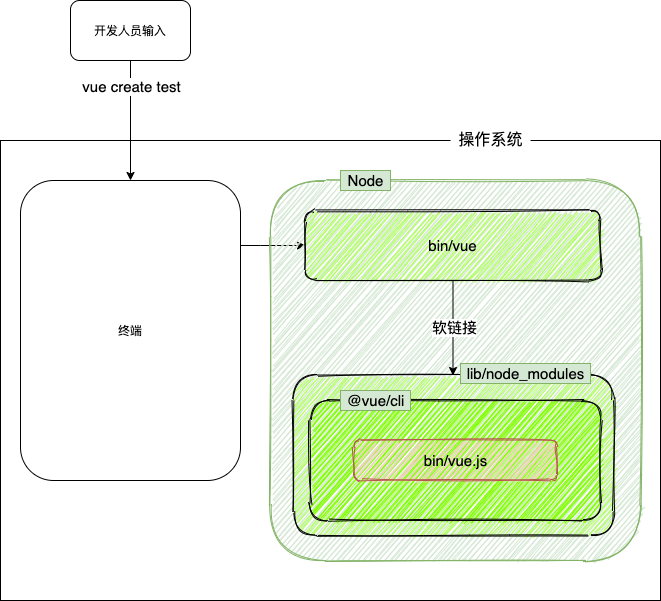 开发人员输入
vue create test
操作系统
Node
bin/vue
终端
软链接
lib/node_modules
@vue/cli
bin/vue.js